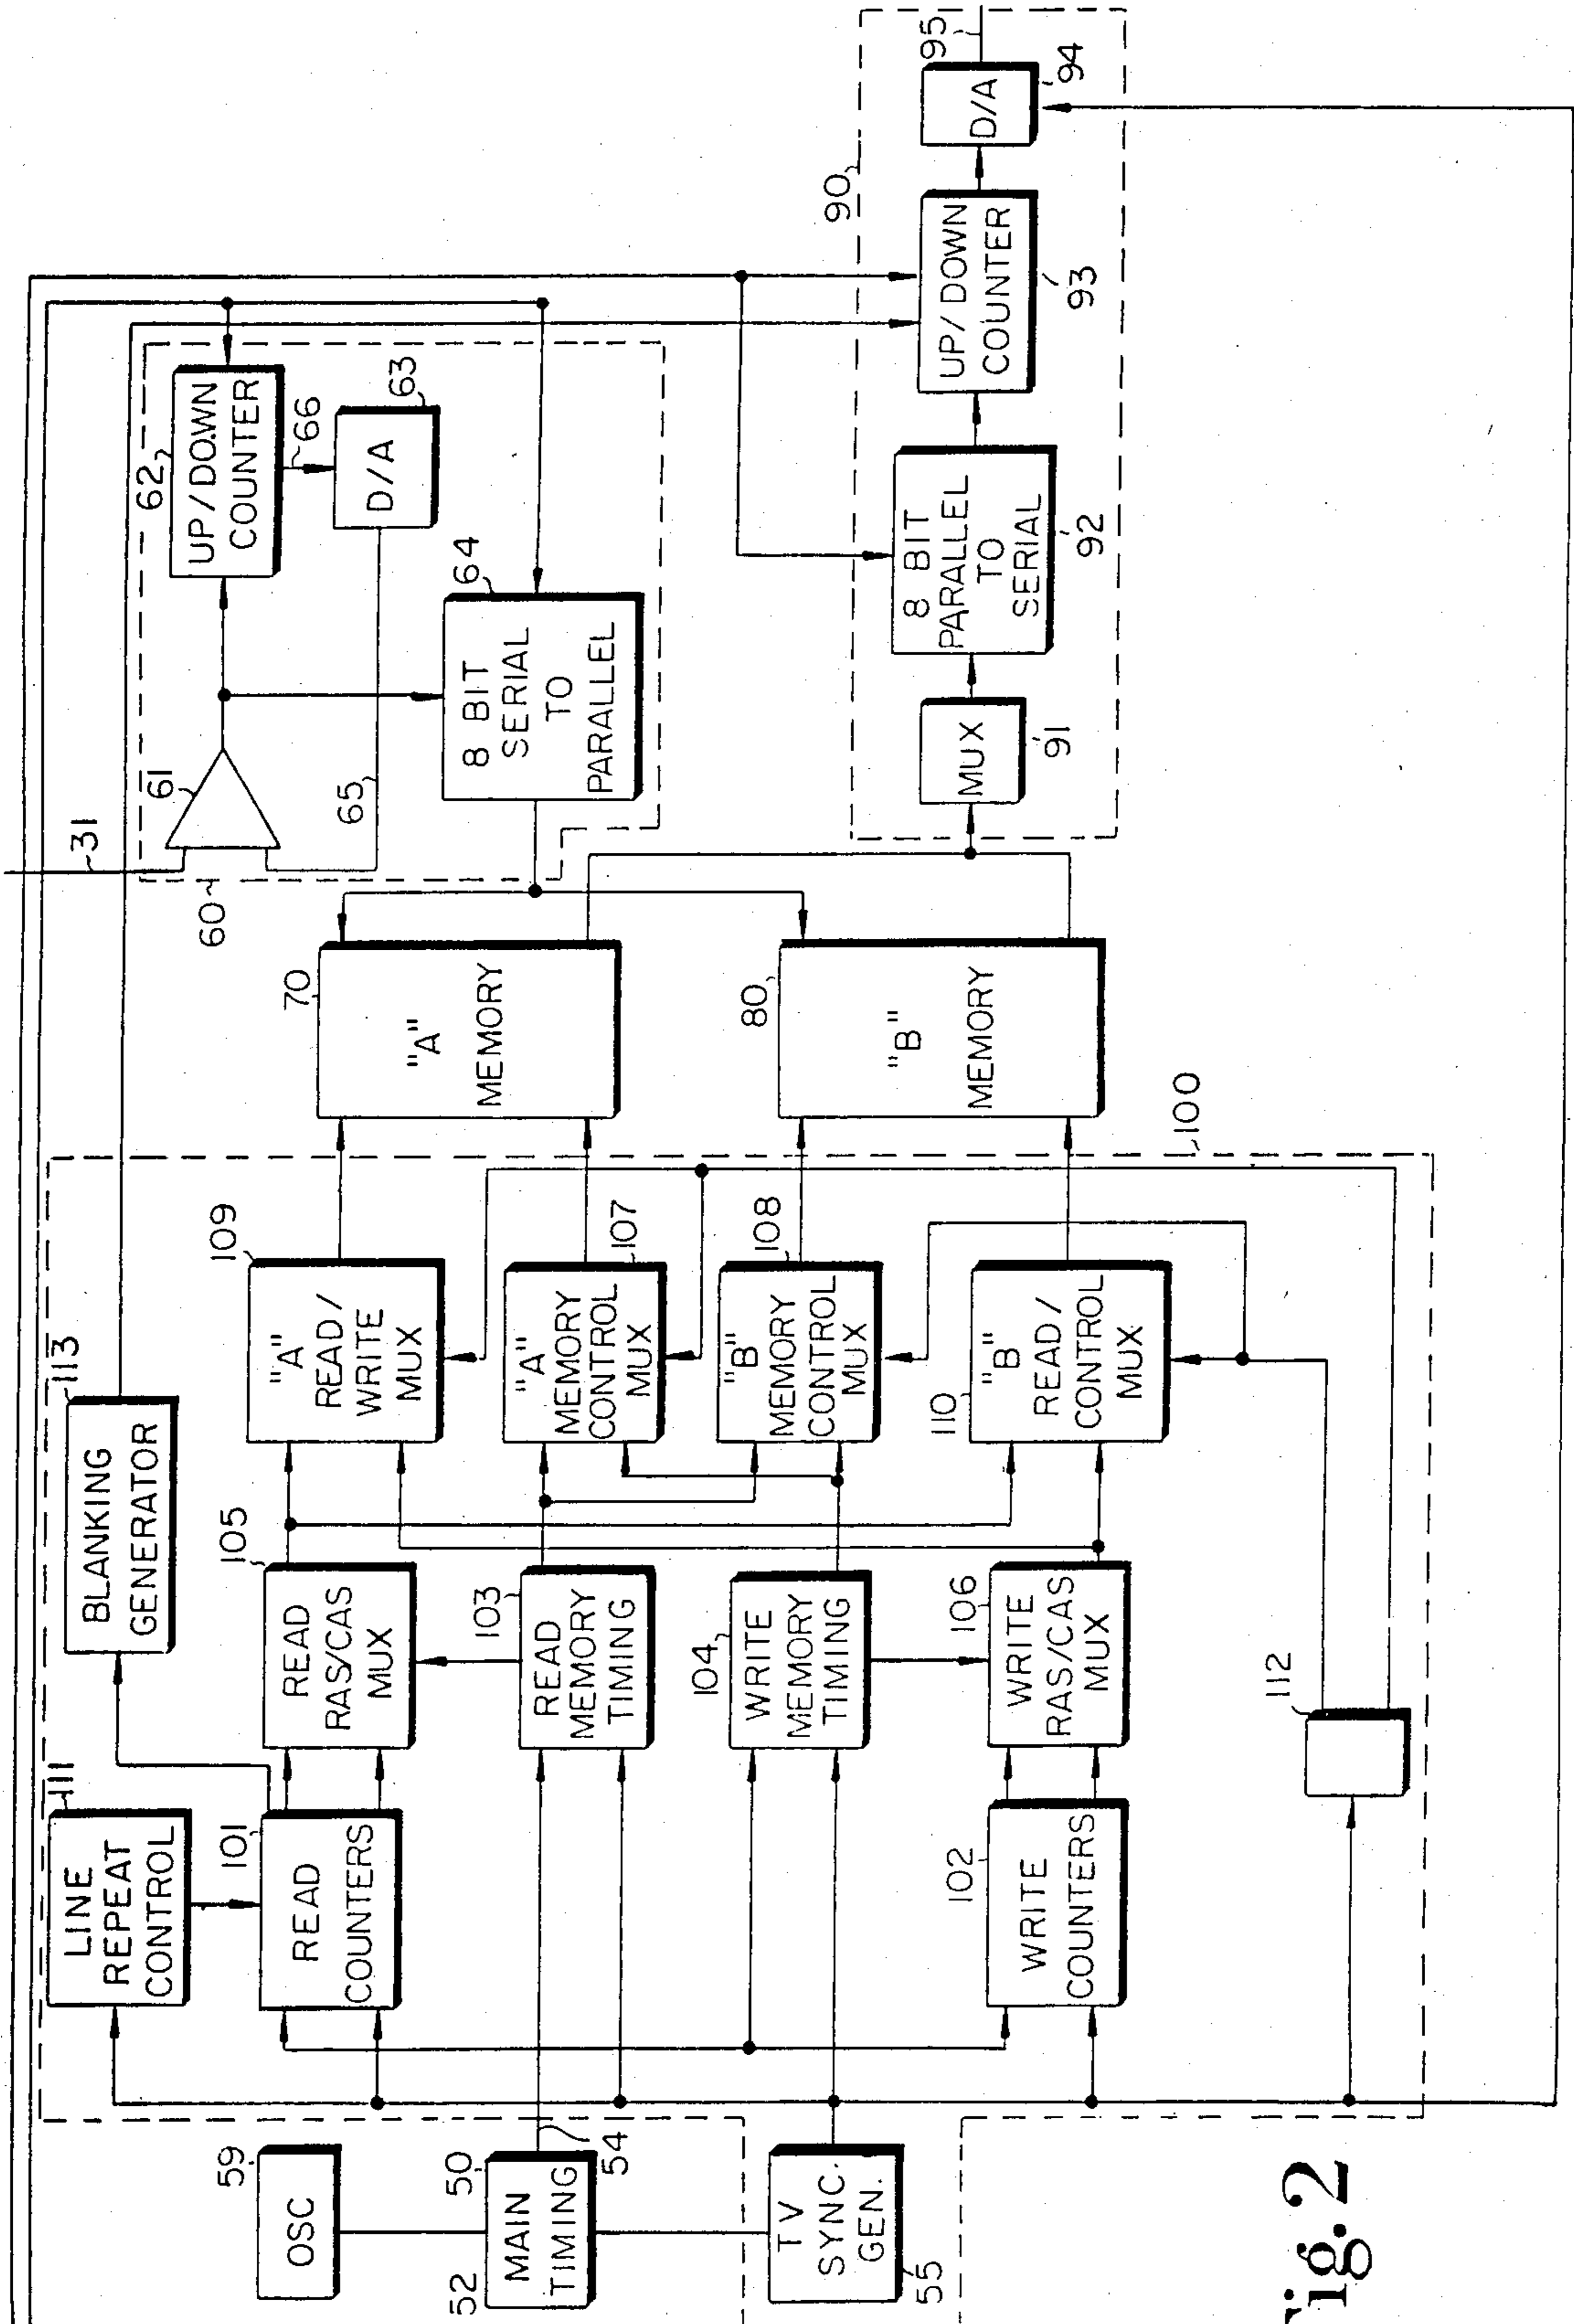 31
61
62
UP/DOWN
COUNTER
66
63
D/A
65
64
8 BIT
SERIAL
TO
PARALLEL
60
90
MUX
91
8 BIT
PARALLEL
TO
SERIAL
92
UP/DOWN
COUNTER
93
D/A
94
95
70
"A"
MEMORY
80
"B"
MEMORY
100
113
BLANKING
GENERATOR
109
"A"
READ/
WRITE
MUX
107
"A"
MEMORY
CONTROL
MUX
108
"B"
MEMORY
CONTROL
MUX
110
"B"
READ/
CONTROL
MUX
105
READ
RAS/CAS
MUX
103
READ
MEMORY
TIMING
104
WRITE
MEMORY
TIMING
106
WRITE
RAS/CAS
MUX
112
111
LINE
REPEAT
CONTROL
101
READ
COUNTERS
102
WRITE
COUNTERS
59
OSC
50
52
MAIN
TIMING
54
TV
SYNC.
GEN.
55
Fig.2